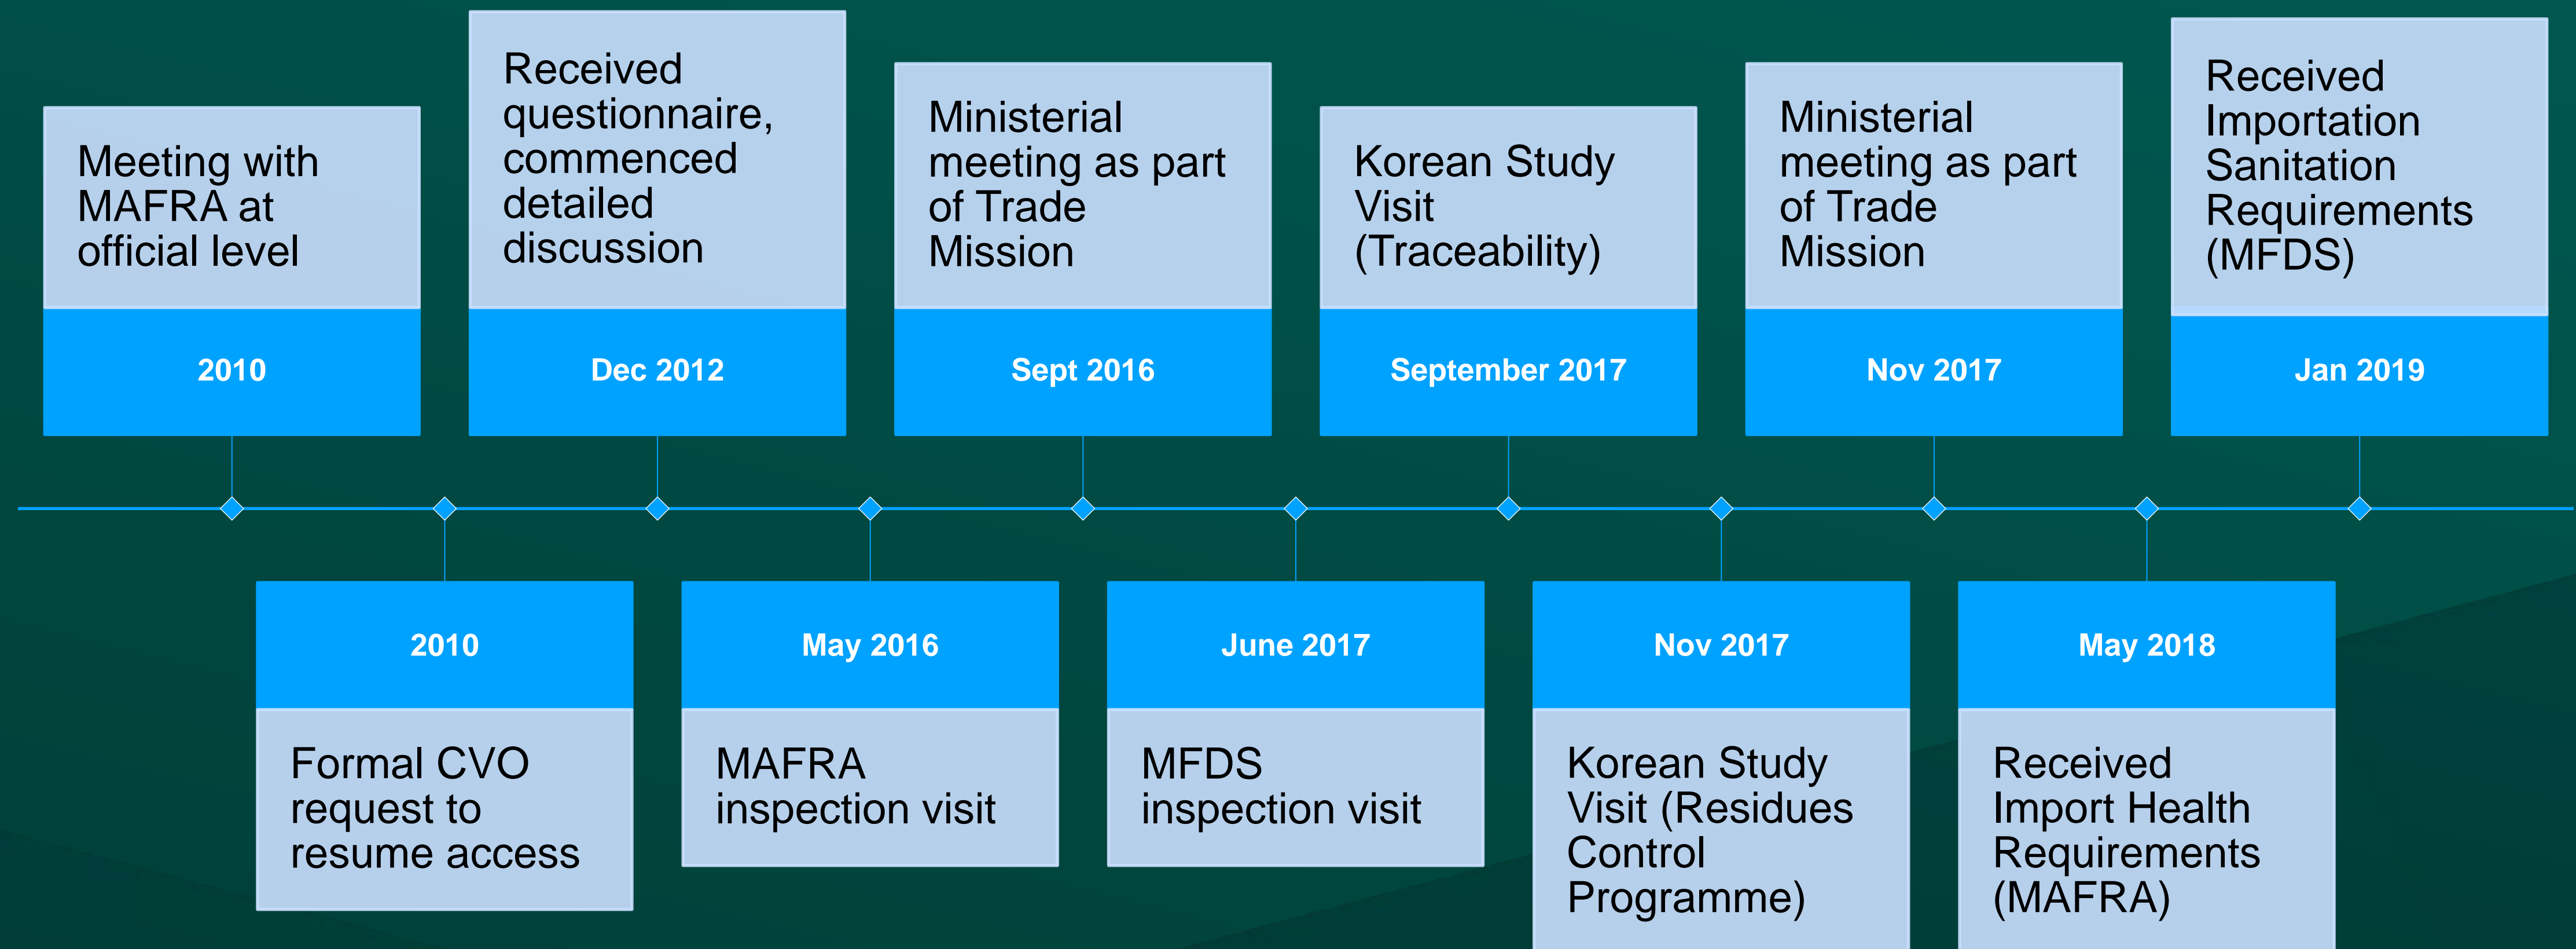 Meeting with
MAFRA at
official level
2010
Formal CVO
request to
resume access
2010
Received
questionnaire,
commenced
detailed
discussion
Dec 2012
May 2016
MAFRA
inspection visit
Ministerial
meeting as part
of Trade
Mission
Sept 2016
June 2017
MFDS
inspection visit
Korean Study
Visit
(Traceability)
September 2017
Nov 2017
Korean Study
Visit (Residues
Control
Programme)
Ministerial
meeting as part
of Trade
Mission
Nov 2017
May 2018
Received
Import Health
Requirements
(MAFRA)
Received
Importation
Sanitation
Requirements
(MFDS)
Jan 2019